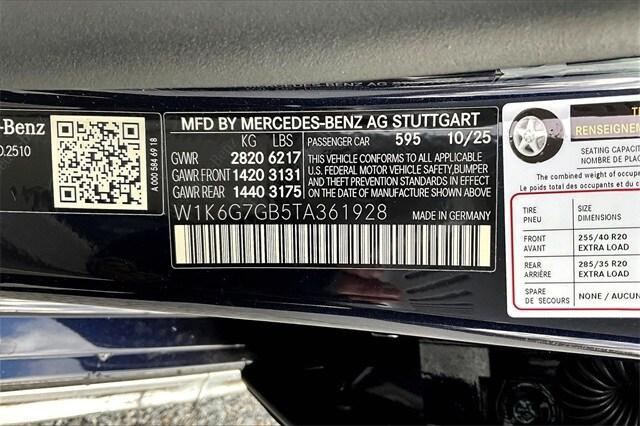 -Benz
0.2510
A 000 584 69 18
MFD BY MERCEDES-BENZ AG STUTTGART
KG LBS
GVWR 2820 6217
GAWR FRONT 1420 3131
GAWR REAR 1440 3175
PASSENGER CAR 595 10/25
THIS VEHICLE CONFORMS TO ALL APPLICABLE
U.S. FEDERAL MOTOR VEHICLE SAFETY,BUMPER
AND THEFT PREVENTION STANDARDS IN EFFECT
ON THE DATE OF MANUFACTURE SHOWN ABOVE
W1K6G7GB5TA361928
MADE IN GERMANY
TI
RENSEIGNEME
SEATING CAPACIT
NOMBRE DE PLAC
The combined weight of occ
Le poids total des occupants et du
TIRE
PNEU
SIZE
DIMENSIONS
FRONT
AVANT
255/40 R20
EXTRA LOAD
REAR
ARRIÈRE
285/35 R20
EXTRA LOAD
SPARE
DE SECOURS
NONE / AUCUN